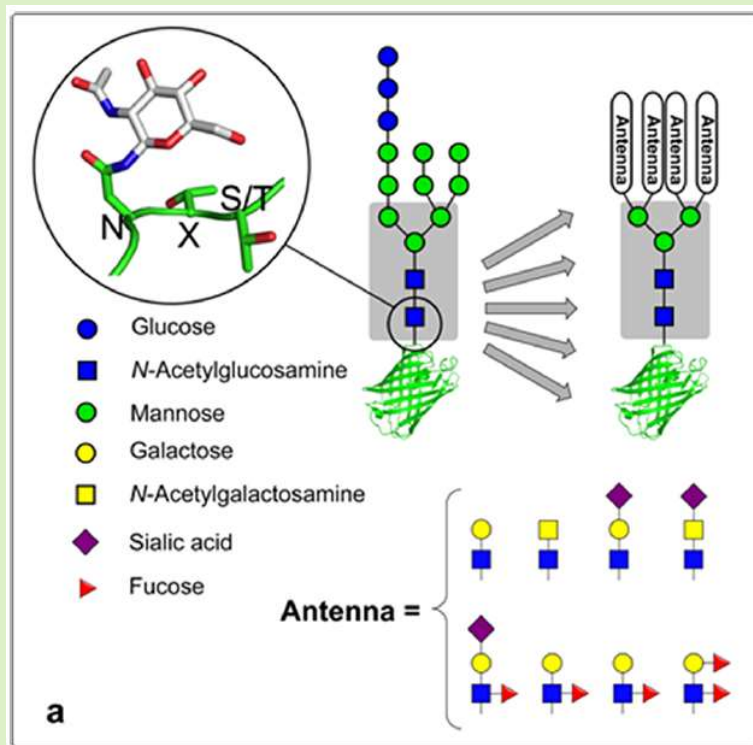 N
X
S/T
Antenna
Antenna
Antenna
Antenna
Glucose
N-Acetylglucosamine
Mannose
Galactose
N-Acetylgalactosamine
Sialic acid
Fucose
Antenna =
a